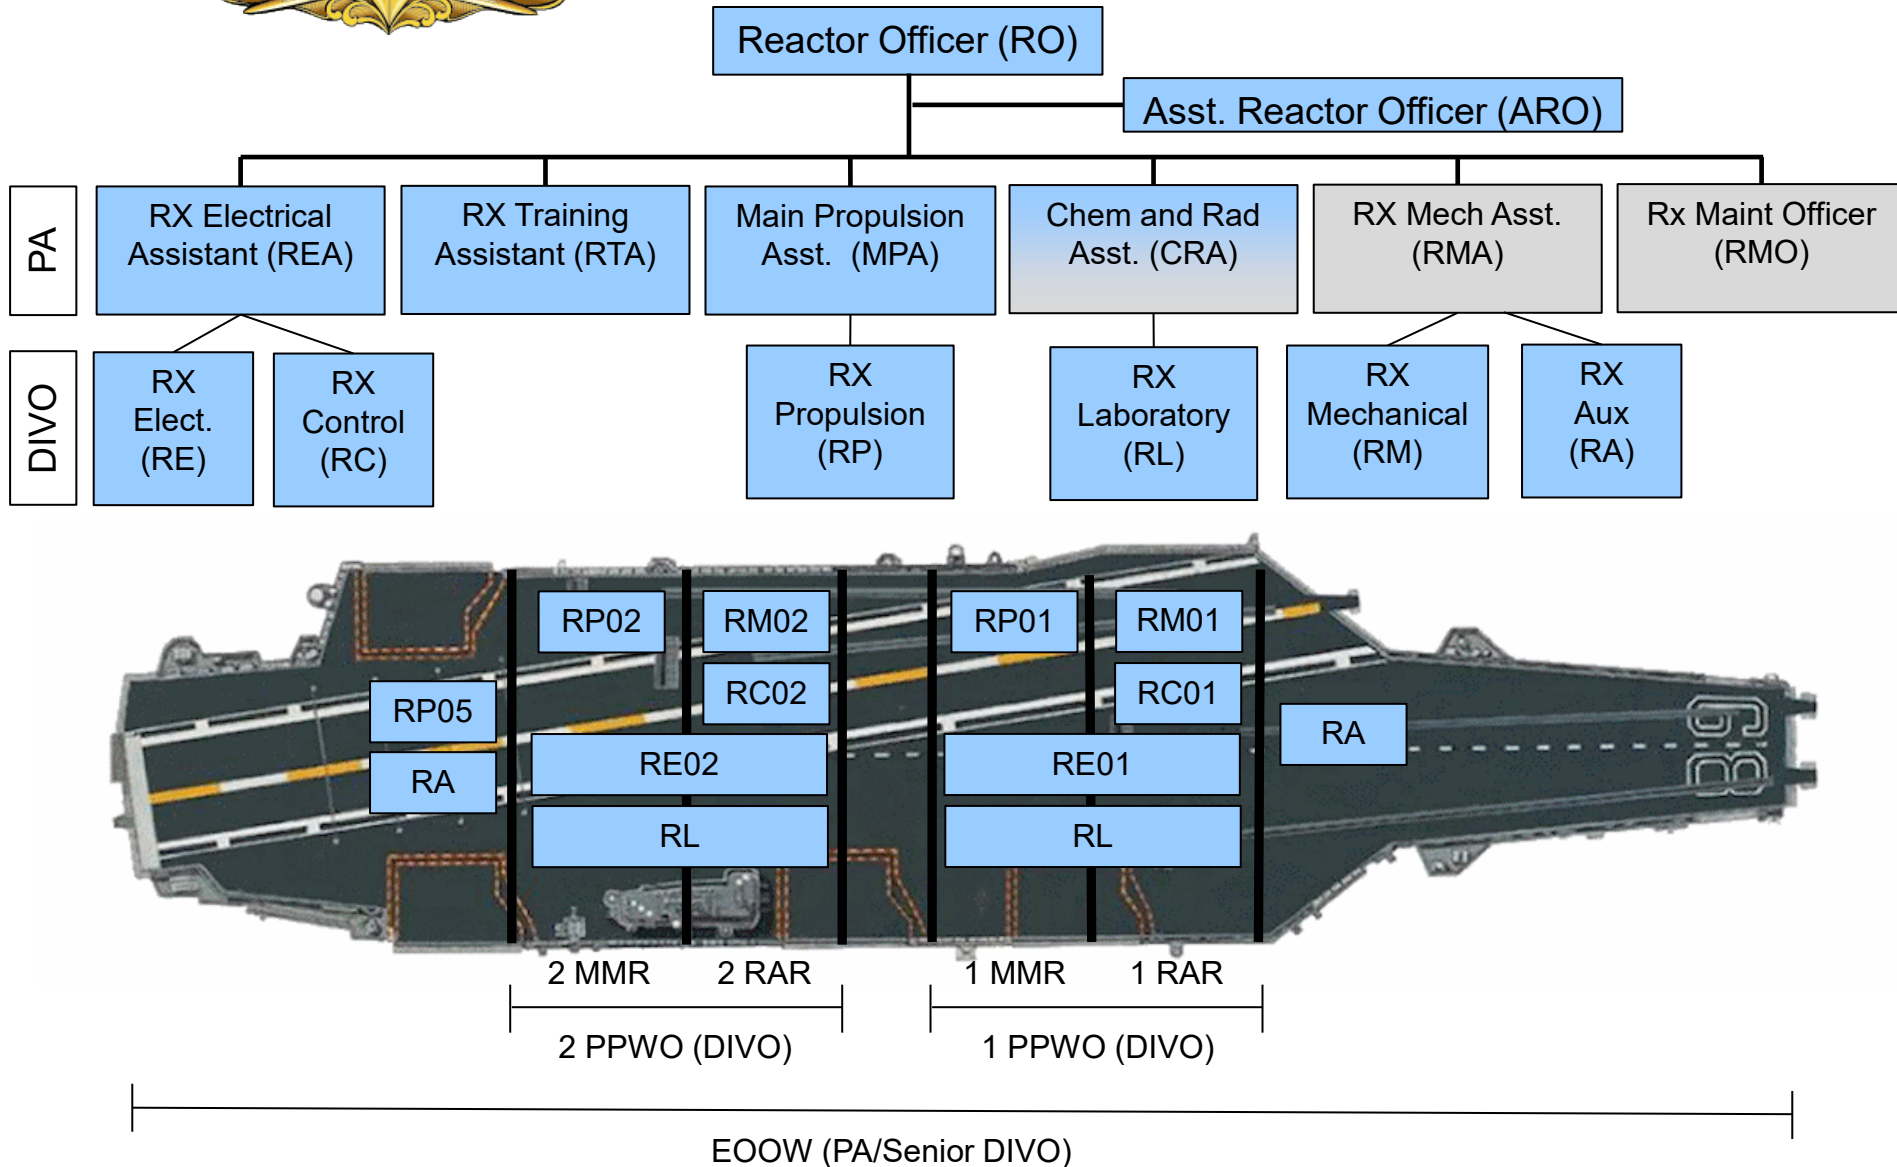 Reactor Officer (RO)
Asst. Reactor Officer (ARO)
PA
RX Electrical
Assistant (REA)
RX Training
Assistant (RTA)
Main Propulsion
Asst. (MPA)
Chem and Rad
Asst. (CRA)
RX Mech Asst.
(RMA)
Rx Maint Officer
(RMO)
DIVO
RX
Elect.
(RE)
RX
Control
(RC)
RX
Propulsion
(RP)
RX
Laboratory
(RL)
RX
Mechanical
(RM)
RX
Aux
(RA)
RP02
RM02
RP01
RM01
RP05
RC02
RC01
RA
RA
RE02
RE01
RL
RL
89
2 MMR
2 RAR
1 MMR
1 RAR
2 PPWO (DIVO)
1 PPWO (DIVO)
EOOW (PA/Senior DIVO)